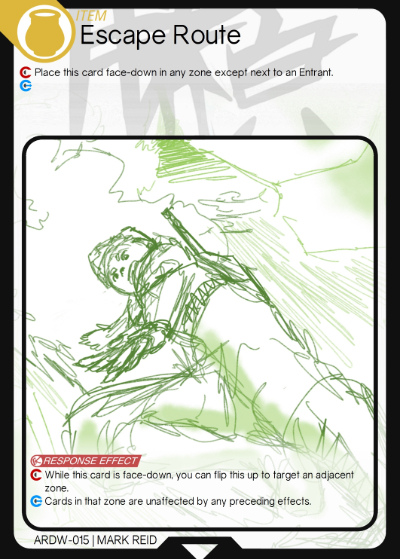 ITEM
Escape Route
C Place this card face-down in any zone except next to an Entrant.
E
RESPONSE EFFECT
C While this card is face-down, you can flip this up to target an adjacent
zone.
E Cards in that zone are unaffected by any preceding effects.
ARDW-015 | MARK REID